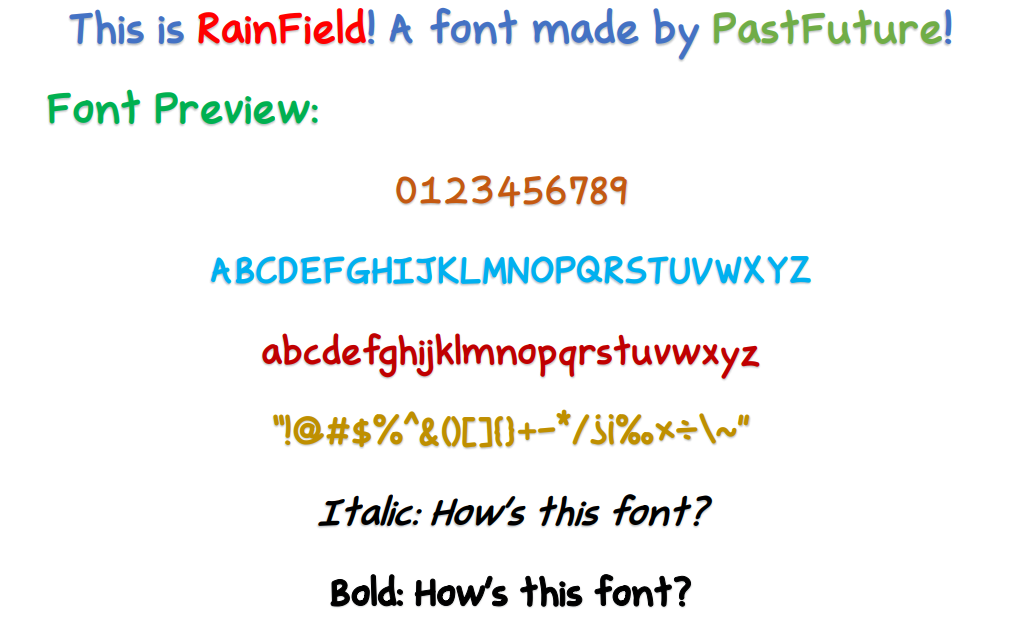 This is RainField! A font made by PastFuture!
Font Preview:
0123456789
ABCDEFGHIJKLMNOPQRSTUVWXYZ
abcdefghijklmnopqrstuvwxyz
"!@#$%^&()[]{}+-*/¿¡‰×÷\~"
Italic: How's this font?
Bold: How's this font?